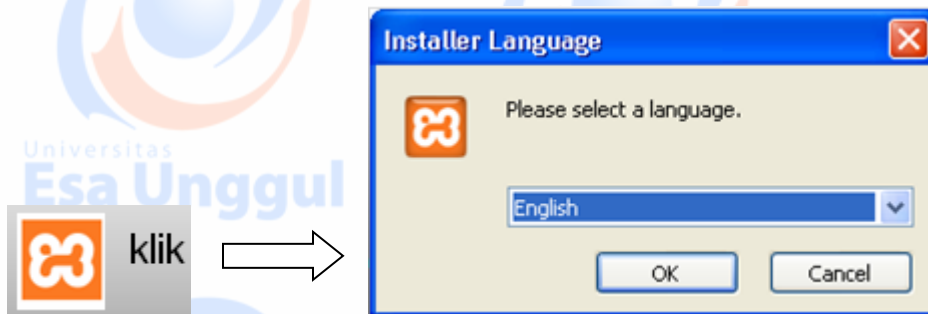 Installer Language
Please select a language.
Universitas
Esa Unggul
English
klik
OK
Cancel